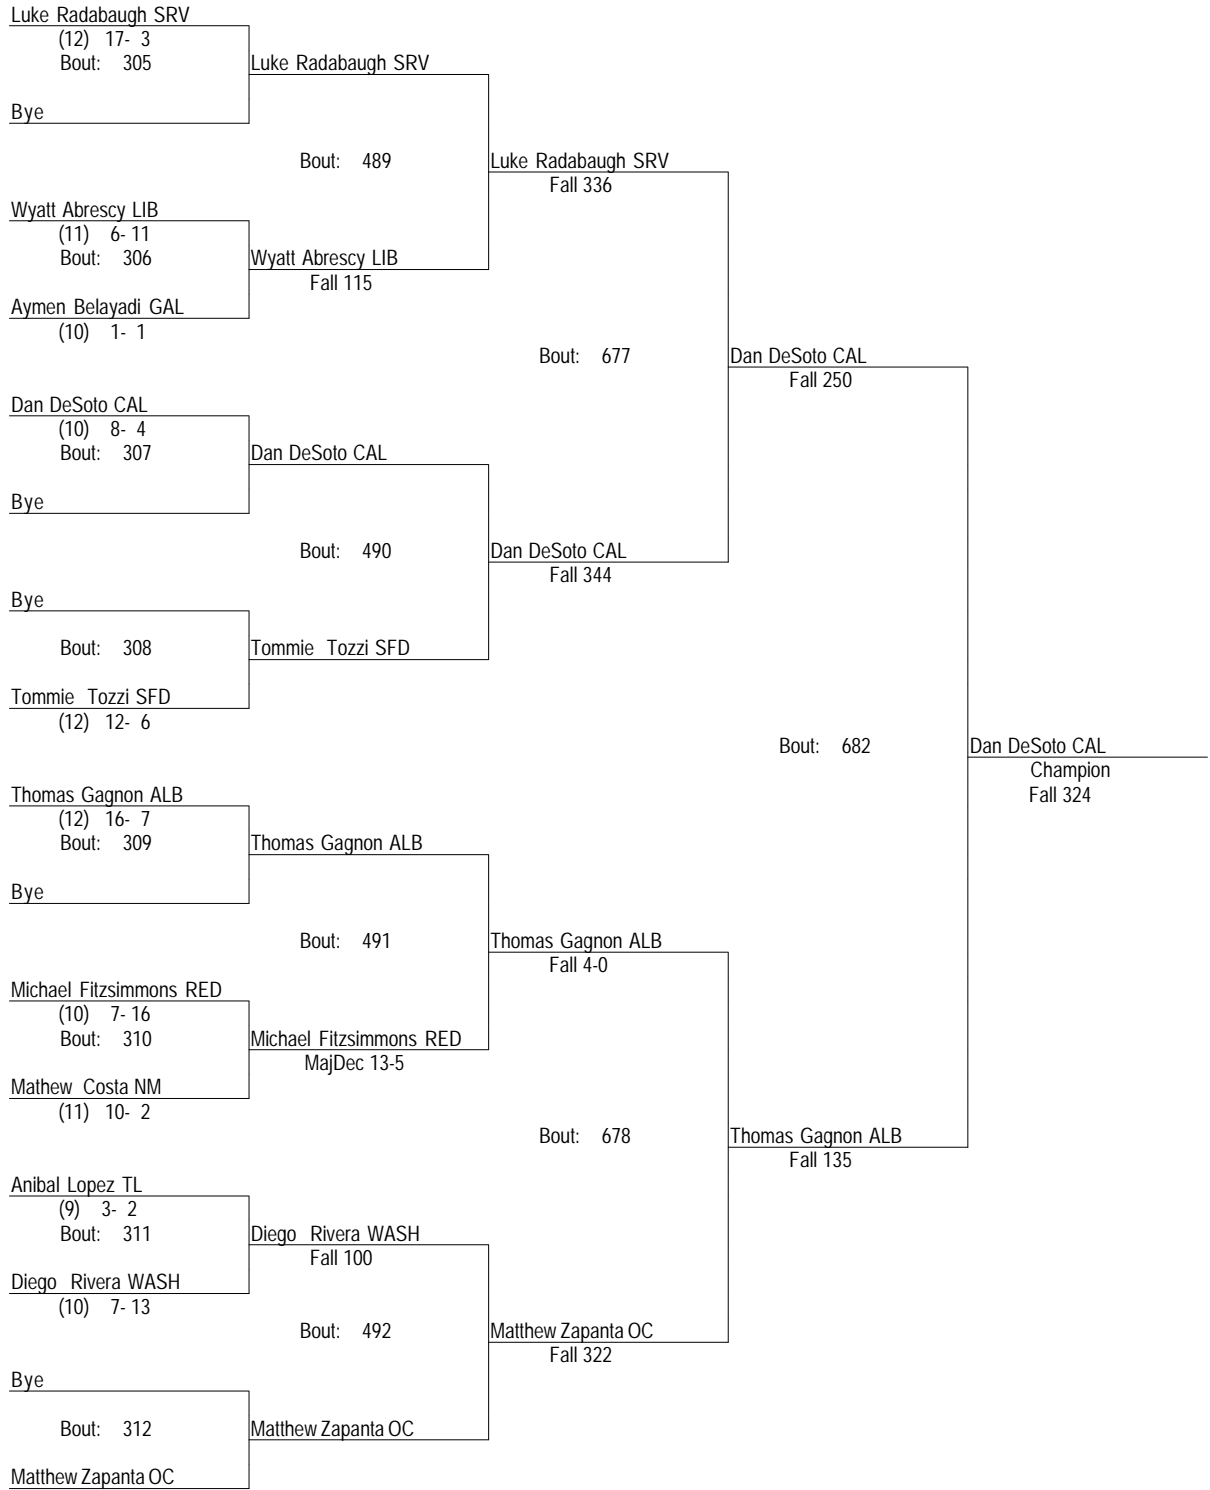 Luke Radabaugh SRV
(12) 17- 3
Bout: 305
Luke Radabaugh SRV
Bye
Bout: 489
Luke Radabaugh SRV
Fall 336
Wyatt Abrescy LIB
(11) 6- 11
Bout: 306
Wyatt Abrescy LIB
Fall 115
Aymen Belayadi GAL
(10) 1- 1
Bout: 677
Dan DeSoto CAL
Fall 250
Dan DeSoto CAL
(10) 8- 4
Bout: 307
Dan DeSoto CAL
Bye
Bout: 490
Dan DeSoto CAL
Fall 344
Bye
Bout: 308
Tommie Tozzi SFD
Tommie Tozzi SFD
(12) 12- 6
Bout: 682
Dan DeSoto CAL
Champion
Fall 324
Thomas Gagnon ALB
(12) 16- 7
Bout: 309
Thomas Gagnon ALB
Bye
Bout: 491
Thomas Gagnon ALB
Fall 4-0
Michael Fitzsimmons RED
(10) 7- 16
Bout: 310
Michael Fitzsimmons RED
MajDec 13-5
Mathew Costa NM
(11) 10- 2
Bout: 678
Thomas Gagnon ALB
Fall 135
Anibal Lopez TL
(9) 3- 2
Bout: 311
Diego Rivera WASH
Fall 100
Diego Rivera WASH
(10) 7- 13
Bout: 492
Matthew Zapanta OC
Fall 322
Bye
Bout: 312
Matthew Zapanta OC
Matthew Zapanta OC